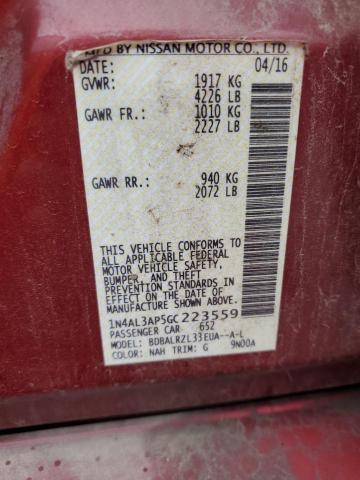 MFD BY NISSAN MOTOR CO., LTD.
DATE: 04/16
GVWR: 1917 KG
4226 LB
GAWR FR.: 1010 KG
2227 LB
GAWR RR.: 940 KG
2072 LB
THIS VEHICLE CONFORMS TO
ALL APPLICABLE FEDERAL
MOTOR VEHICLE SAFETY,
BUMPER, AND THEFT
PREVENTION STANDARDS IN
EFFECT ON THE DATE OF
MANUFACTURE SHOWN ABOVE.
1N4AL3AP5GC223559
PASSENGER CAR 652
MODEL: BDBALRZL33EUA--A-L
COLOR: NAH TRIM: G 9N00A